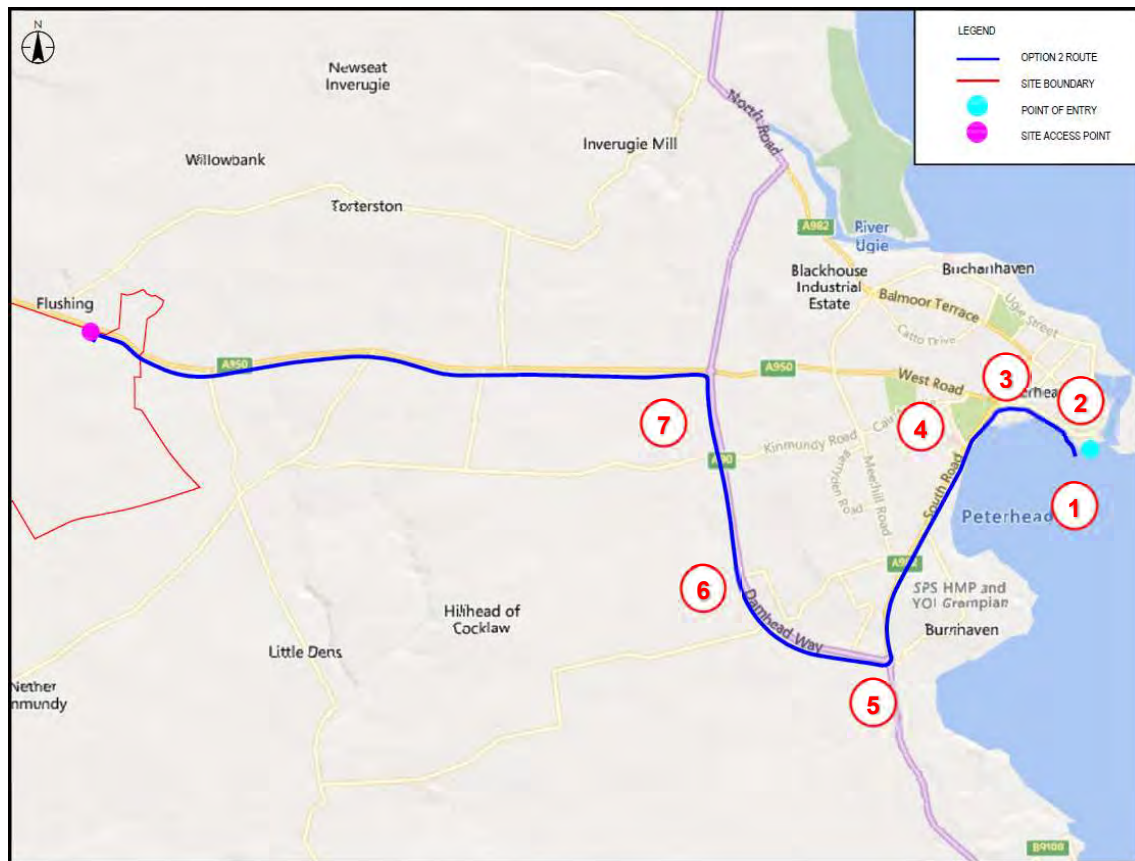 N
LEGEND
OPTION 2 ROUTE
SITE BOUNDARY
POINT OF ENTRY
SITE ACCESS POINT
Newseat
Inverugie
North Road
Inverugie Mill
Willowbank
Torterston
A982
River
Ugie
Buchanhaven
Blackhouse
Industrial
Estate
Balmoor Terrace
Ugie Street
Catto Drive
Flushing
A950
A950
West Road
3
erhea
2
7
4
Kinmundy Road
A90
Meethill Road
South Road
1
Peterhead
6
SPS HMP and
YOI Grampian
Hillhead of
Cocklaw
Damhead Way
Burnhaven
Little Dens
Nether
nmundy
5